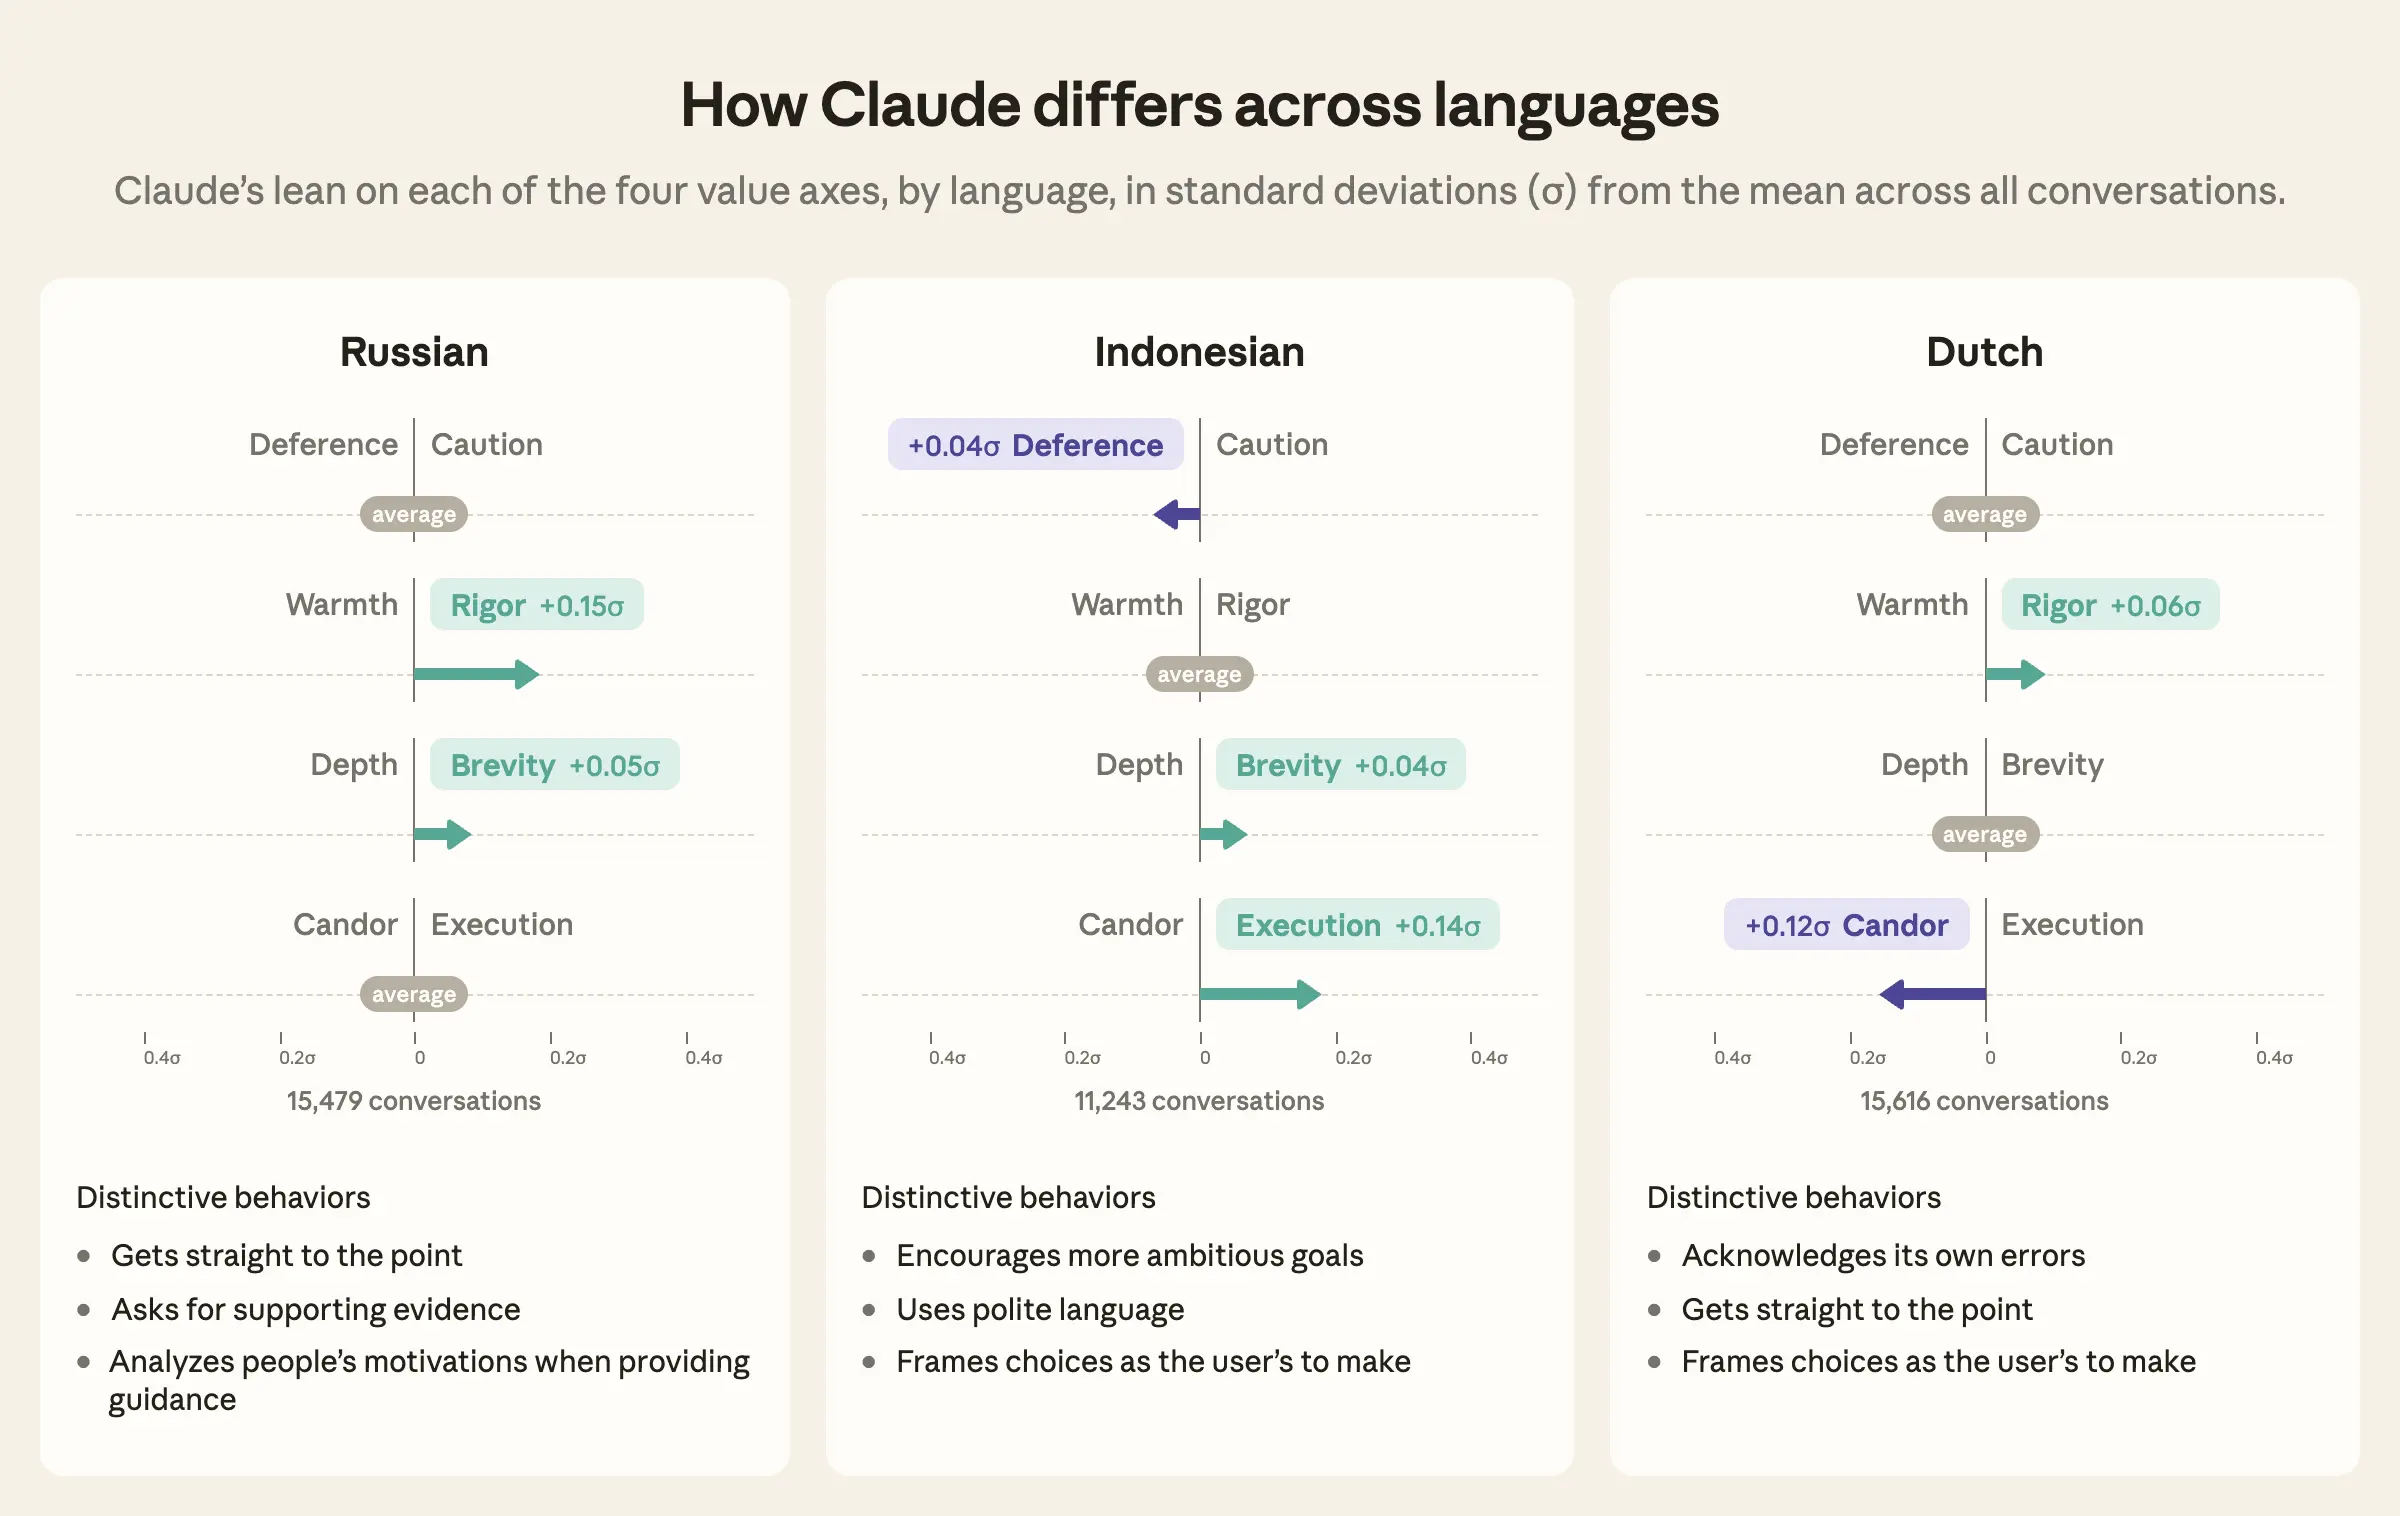 How Claude differs across languages
Claude's lean on each of the four value axes, by language, in standard deviations (σ) from the mean across all conversations.
Russian
Deference Caution
average
Warmth Rigor +0.15σ
Depth Brevity +0.05σ
Candor Execution
average
0.4σ 0.2σ 0 0.2σ 0.4σ
15,479 conversations
Distinctive behaviors
• Gets straight to the point
• Asks for supporting evidence
• Analyzes people's motivations when providing
guidance
Indonesian
+0.04σ Deference Caution
Warmth Rigor
average
Depth Brevity +0.04σ
Candor Execution +0.14σ
0.4σ 0.2σ 0 0.2σ 0.4σ
11,243 conversations
Distinctive behaviors
• Encourages more ambitious goals
• Uses polite language
• Frames choices as the user's to make
Dutch
Deference Caution
average
Warmth Rigor +0.06σ
Depth Brevity
average
+0.12σ Candor Execution
0.4σ 0.2σ 0 0.2σ 0.4σ
15,616 conversations
Distinctive behaviors
• Acknowledges its own errors
• Gets straight to the point
• Frames choices as the user's to make